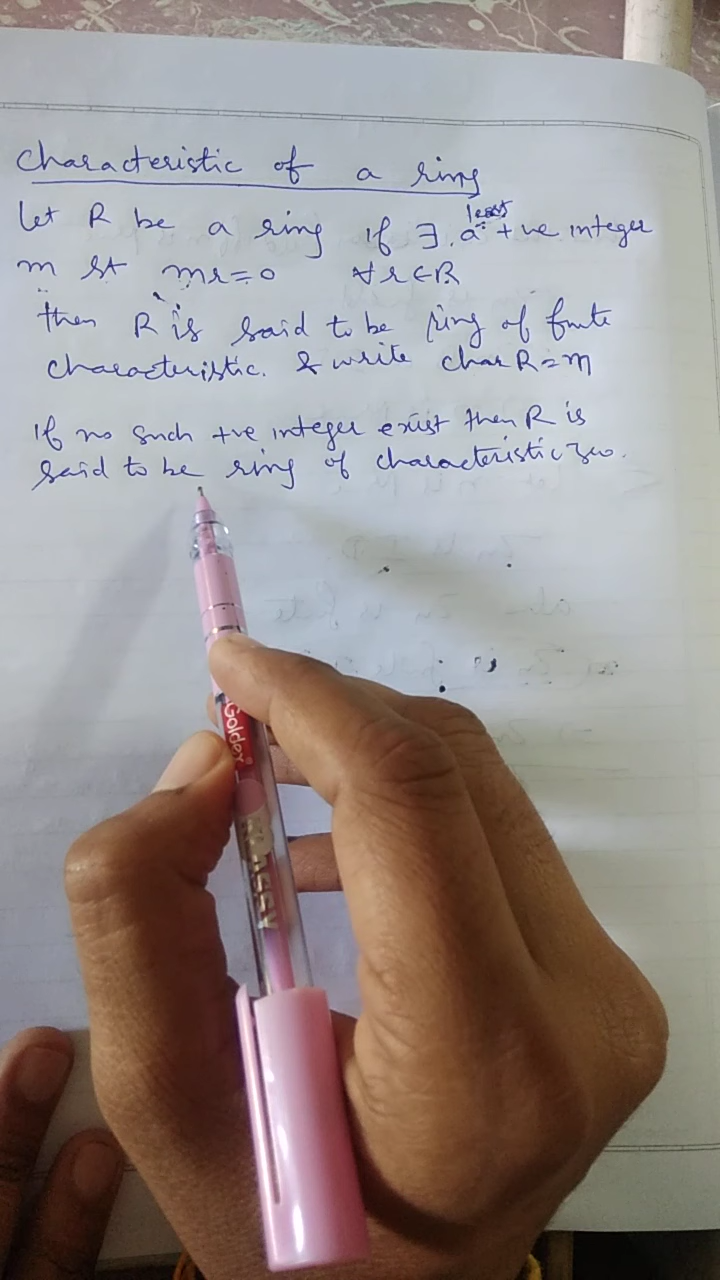 Characteristic of a ring
Let R be a ring if ∃ a least +ve integer
m st mr=0 ∀ r∈R
then R is said to be ring of finite
characteristic. & write char R=m
If no such +ve integer exist then R is
said to be ring of characteristic zero.
Goldex
KLASSY